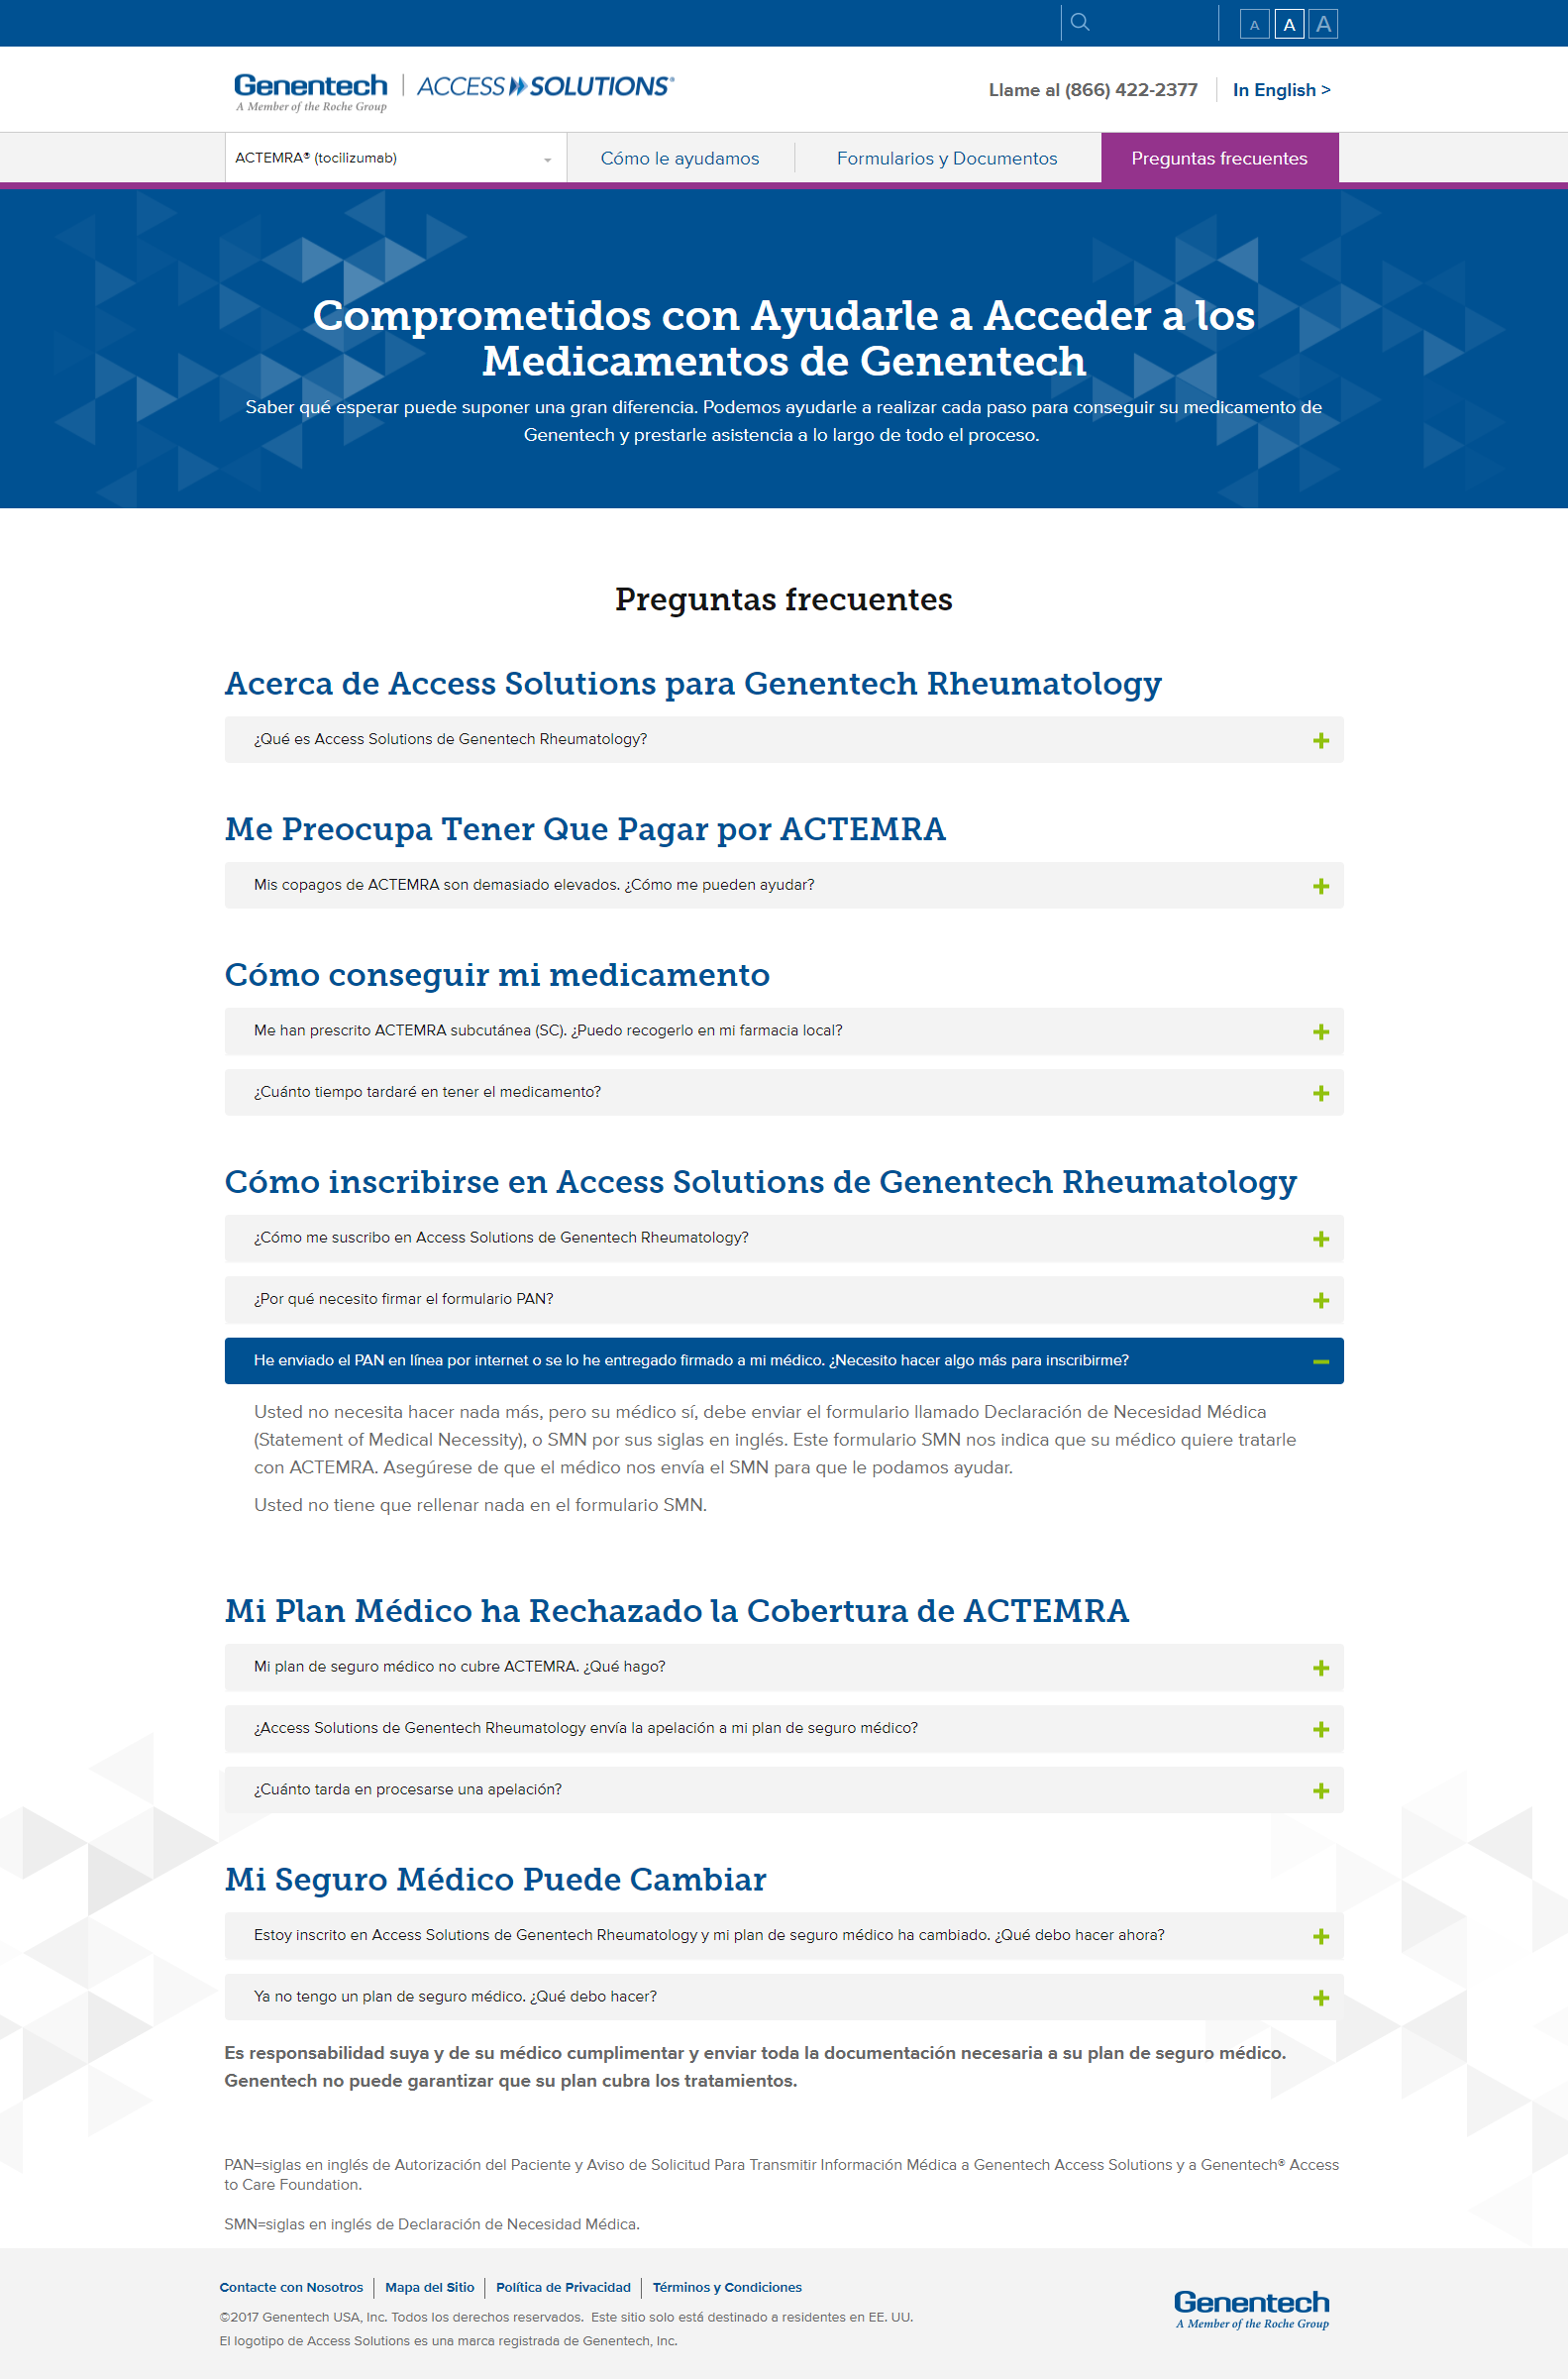 A A A
Genentech
A Member of the Roche Group
ACCESS SOLUTIONS®
Llame al (866) 422-2377
In English >
ACTEMRA® (tocilizumab)
Cómo le ayudamos
Formularios y Documentos
Preguntas frecuentes
Comprometidos con Ayudarle a Acceder a los
Medicamentos de Genentech
Saber qué esperar puede suponer una gran diferencia. Podemos ayudarle a realizar cada paso para conseguir su medicamento de
Genentech y prestarle asistencia a lo largo de todo el proceso.
Preguntas frecuentes
Acerca de Access Solutions para Genentech Rheumatology
¿Qué es Access Solutions de Genentech Rheumatology?
Me Preocupa Tener Que Pagar por ACTEMRA
Mis copagos de ACTEMRA son demasiado elevados. ¿Cómo me pueden ayudar?
Cómo conseguir mi medicamento
Me han prescrito ACTEMRA subcutánea (SC). ¿Puedo recogerlo en mi farmacia local?
¿Cuánto tiempo tardaré en tener el medicamento?
Cómo inscribirse en Access Solutions de Genentech Rheumatology
¿Cómo me suscribo en Access Solutions de Genentech Rheumatology?
¿Por qué necesito firmar el formulario PAN?
He enviado el PAN en línea por internet o se lo he entregado firmado a mi médico. ¿Necesito hacer algo más para inscribirme?
Usted no necesita hacer nada más, pero su médico sí, debe enviar el formulario llamado Declaración de Necesidad Médica
(Statement of Medical Necessity), o SMN por sus siglas en inglés. Este formulario SMN nos indica que su médico quiere tratarle
con ACTEMRA. Asegúrese de que el médico nos envía el SMN para que le podamos ayudar.
Usted no tiene que rellenar nada en el formulario SMN.
Mi Plan Médico ha Rechazado la Cobertura de ACTEMRA
Mi plan de seguro médico no cubre ACTEMRA. ¿Qué hago?
¿Access Solutions de Genentech Rheumatology envía la apelación a mi plan de seguro médico?
¿Cuánto tarda en procesarse una apelación?
Mi Seguro Médico Puede Cambiar
Estoy inscrito en Access Solutions de Genentech Rheumatology y mi plan de seguro médico ha cambiado. ¿Qué debo hacer ahora?
Ya no tengo un plan de seguro médico. ¿Qué debo hacer?
Es responsabilidad suya y de su médico cumplimentar y enviar toda la documentación necesaria a su plan de seguro médico.
Genentech no puede garantizar que su plan cubra los tratamientos.
PAN=siglas en inglés de Autorización del Paciente y Aviso de Solicitud Para Transmitir Información Médica a Genentech Access Solutions y a Genentech® Access
to Care Foundation.
SMN=siglas en inglés de Declaración de Necesidad Médica.
Contacte con Nosotros
Mapa del Sitio
Política de Privacidad
Términos y Condiciones
©2017 Genentech USA, Inc. Todos los derechos reservados. Este sitio solo está destinado a residentes en EE. UU.
El logotipo de Access Solutions es una marca registrada de Genentech, Inc.
Genentech
A Member of the Roche Group